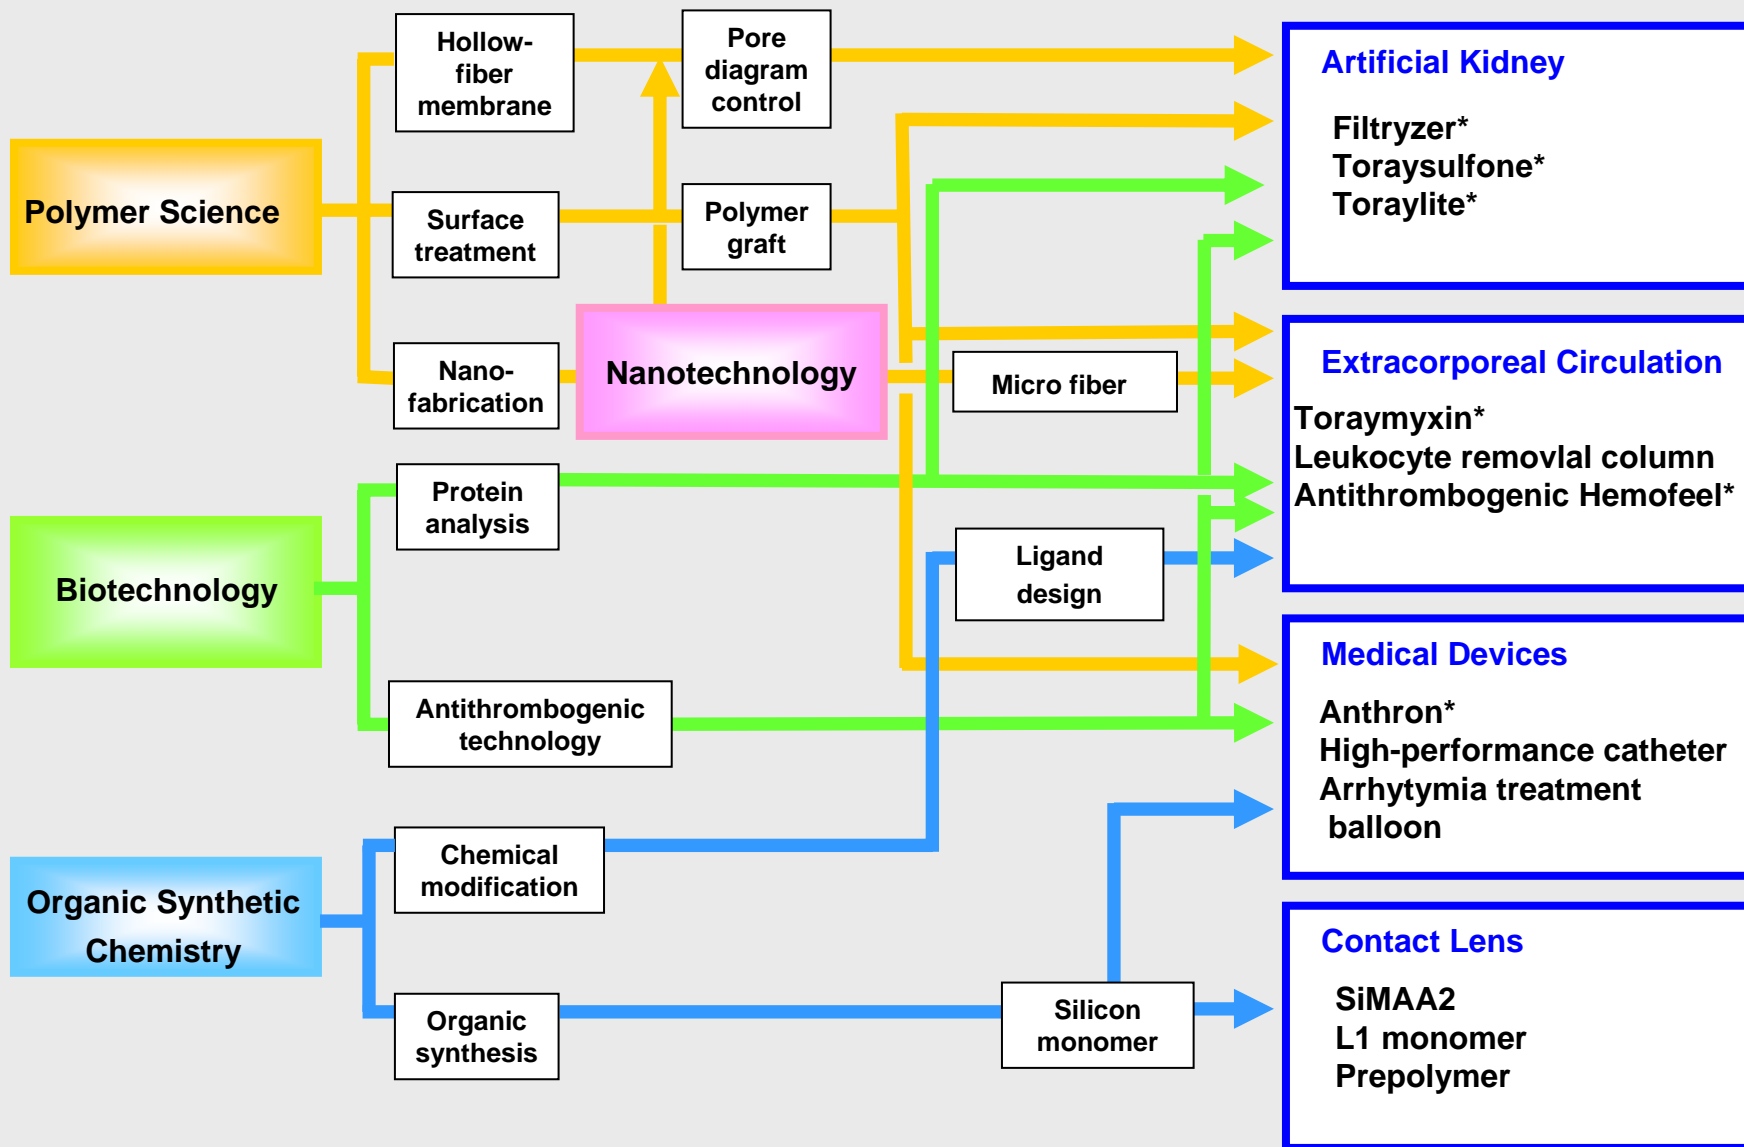 Hollow-
fiber
membrane
Pore
diagram
control
Artificial Kidney
Filtryzer*
Toraysulfone*
Toraylite*
Polymer Science
Surface
treatment
Polymer
graft
Nano-
fabrication
Nanotechnology
Micro fiber
Extracorporeal Circulation
Toraymyxin*
Leukocyte removlal column
Antithrombogenic Hemofeel*
Protein
analysis
Biotechnology
Ligand
design
Antithrombogenic
technology
Medical Devices
Anthron*
High-performance catheter
Arrhytymia treatment
balloon
Chemical
modification
Organic Synthetic
Chemistry
Organic
synthesis
Silicon
monomer
Contact Lens
SiMAA2
L1 monomer
Prepolymer